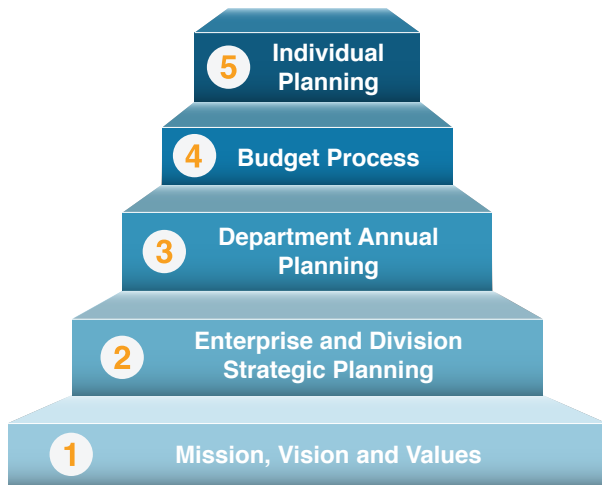 5
Individual
Planning
4
Budget Process
3
Department Annual
Planning
2
Enterprise and Division
Strategic Planning
1
Mission, Vision and Values